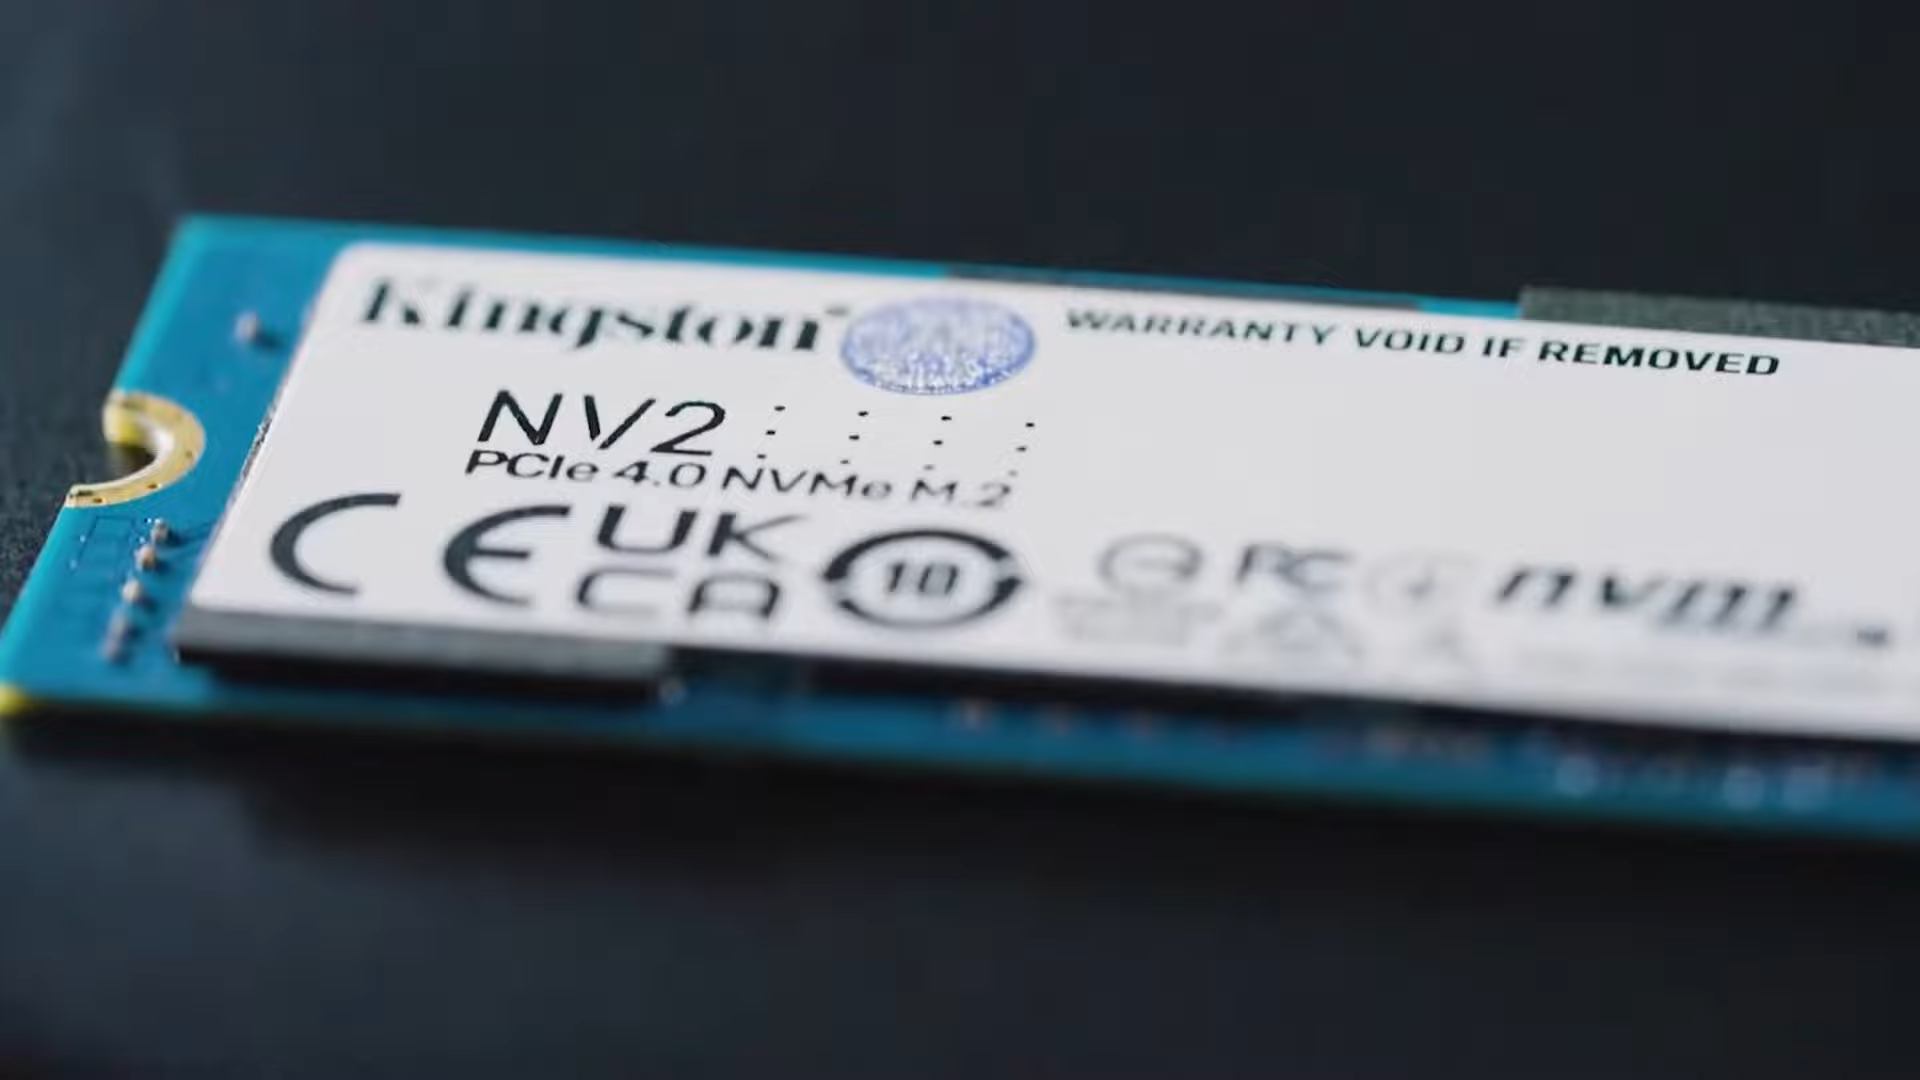 Kingston
WARRANTY VOID IF REMOVED
NV2
PCIe 4.0 NVMe M.2
CE
UK
CA
10